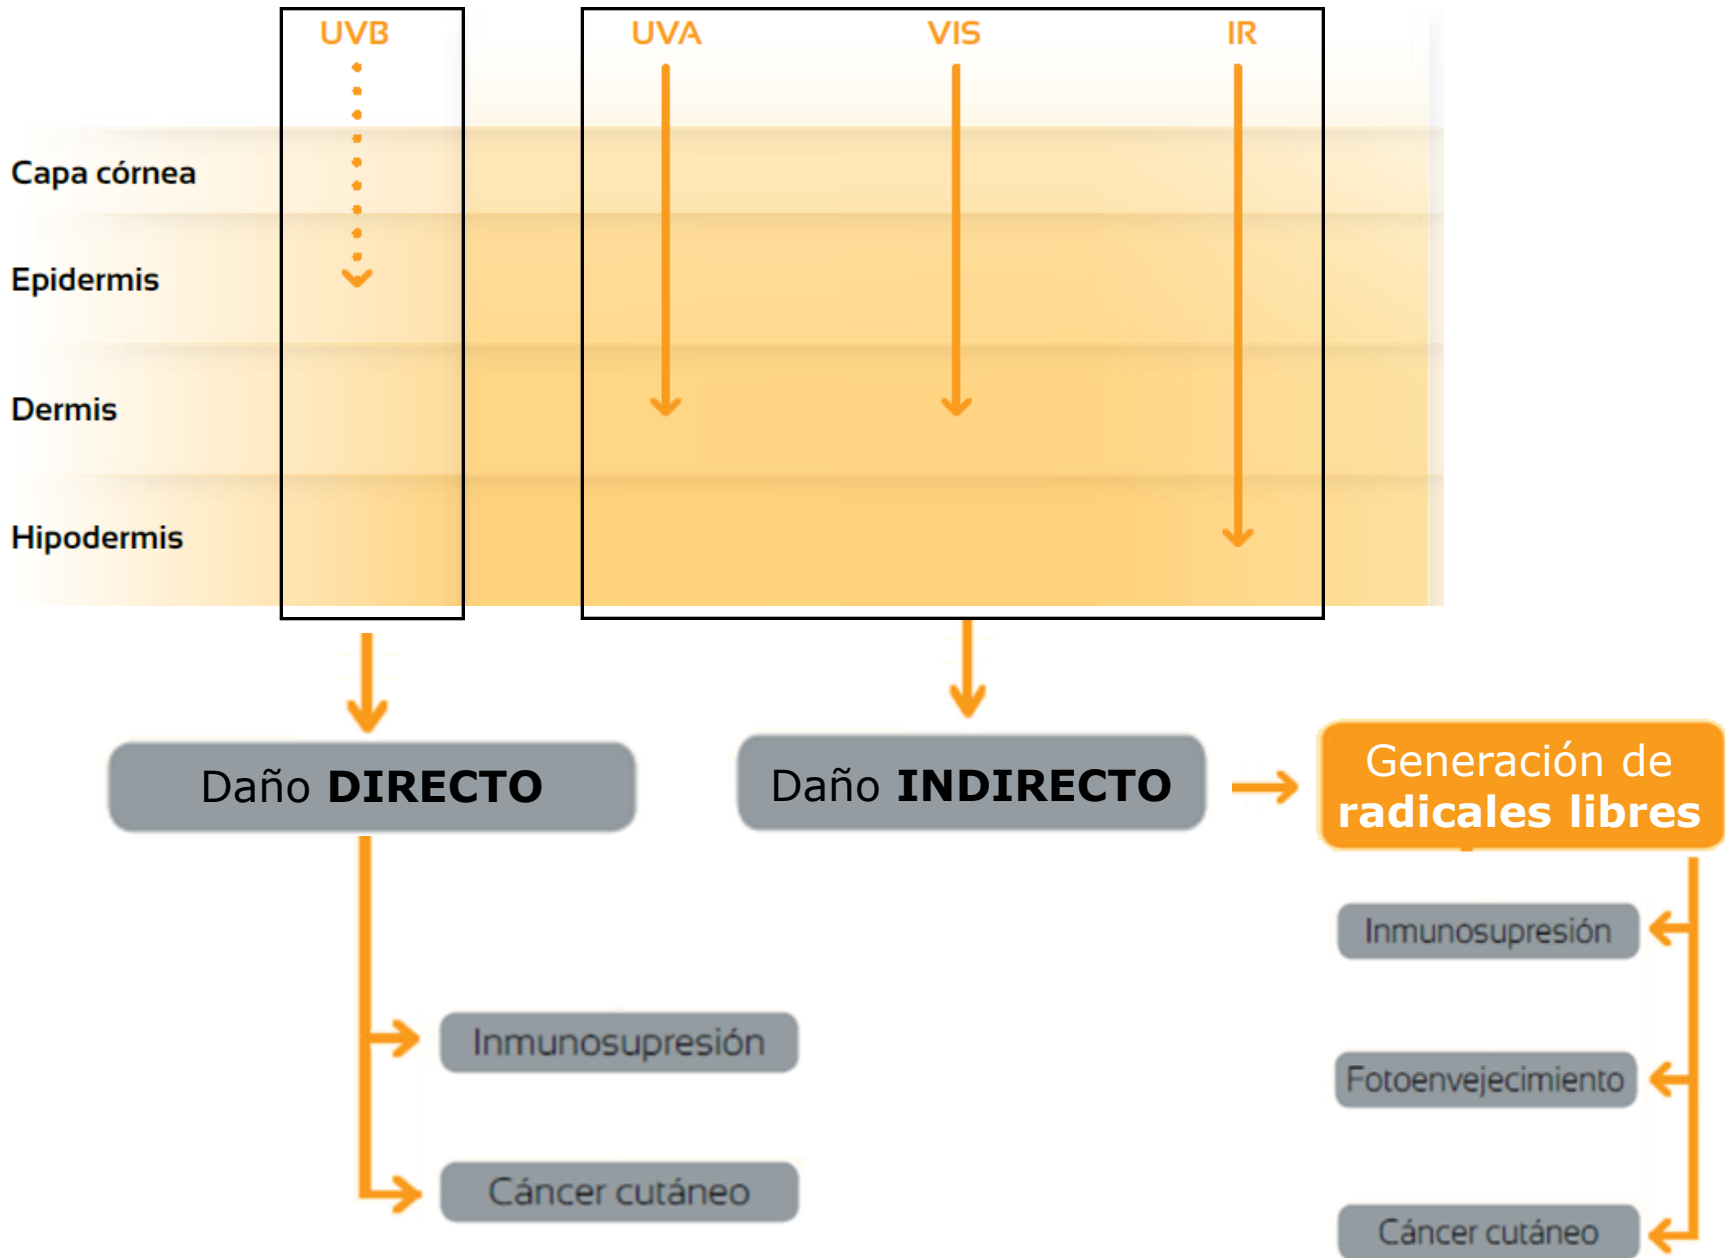 UVB
UVA
VIS
IR
Capa córnea
Epidermis
Dermis
Hipodermis
Daño DIRECTO
Daño INDIRECTO
Generación de
radicales libres
Inmunosupresión
Cáncer cutáneo
Inmunosupresión
Fotoenvejecimiento
Cáncer cutáneo